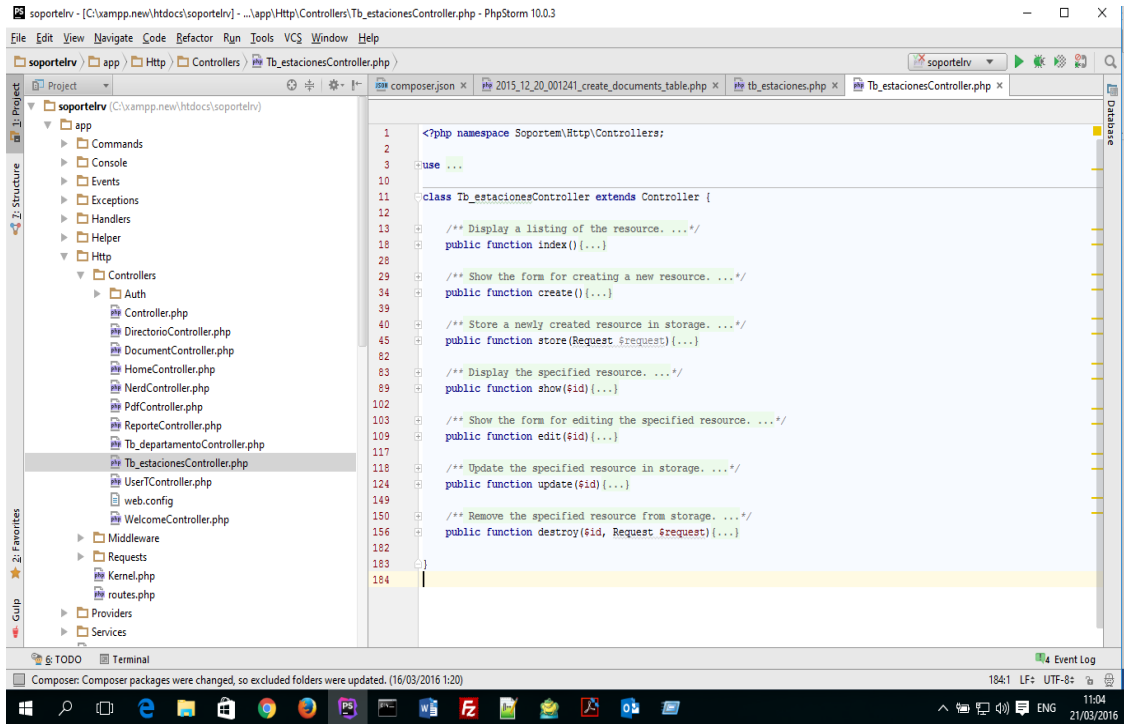 PS soportelrv - [C:\xampp.new\htdocs\soportelrv] - ...\app\Http\Controllers\Tb_estacionesController.php - PhpStorm 10.0.3
File Edit View Navigate Code Refactor Run Tools VCS Window Help
soportelrv app Http Controllers Tb_estacionesController.php soportelrv
1: Project
7: Structure
2: Favorites
Gulp
Project
soportelrv (C:\xampp.new\htdocs\soportelrv)
app
Commands
Console
Events
Exceptions
Handlers
Helper
Http
Controllers
Auth
Controller.php
DirectorioController.php
DocumentController.php
HomeController.php
NerdController.php
PdfController.php
ReporteController.php
Tb_departamentoController.php
Tb_estacionesController.php
UserTController.php
web.config
WelcomeController.php
Middleware
Requests
Kernel.php
routes.php
Providers
Services
composer.json × 2015_12_20_001241_create_documents_table.php × tb_estaciones.php × Tb_estacionesController.php ×
1 <?php namespace Soportem\Http\Controllers;
2
3 use ...
10
11 class Tb_estacionesController extends Controller {
12
13 /** Display a listing of the resource. ...*/
18 public function index(){...}
28
29 /** Show the form for creating a new resource. ...*/
34 public function create(){...}
39
40 /** Store a newly created resource in storage. ...*/
45 public function store(Request $request){...}
82
83 /** Display the specified resource. ...*/
89 public function show($id){...}
102
103 /** Show the form for editing the specified resource. ...*/
109 public function edit($id){...}
117
118 /** Update the specified resource in storage. ...*/
124 public function update($id){...}
149
150 /** Remove the specified resource from storage. ...*/
156 public function destroy($id, Request $request){...}
182
183 }
184
Database
6: TODO Terminal 4 Event Log
Composer: Composer packages were changed, so excluded folders were updated. (16/03/2016 1:20) 184:1 LF÷ UTF-8÷
ENG 11:04
21/03/2016